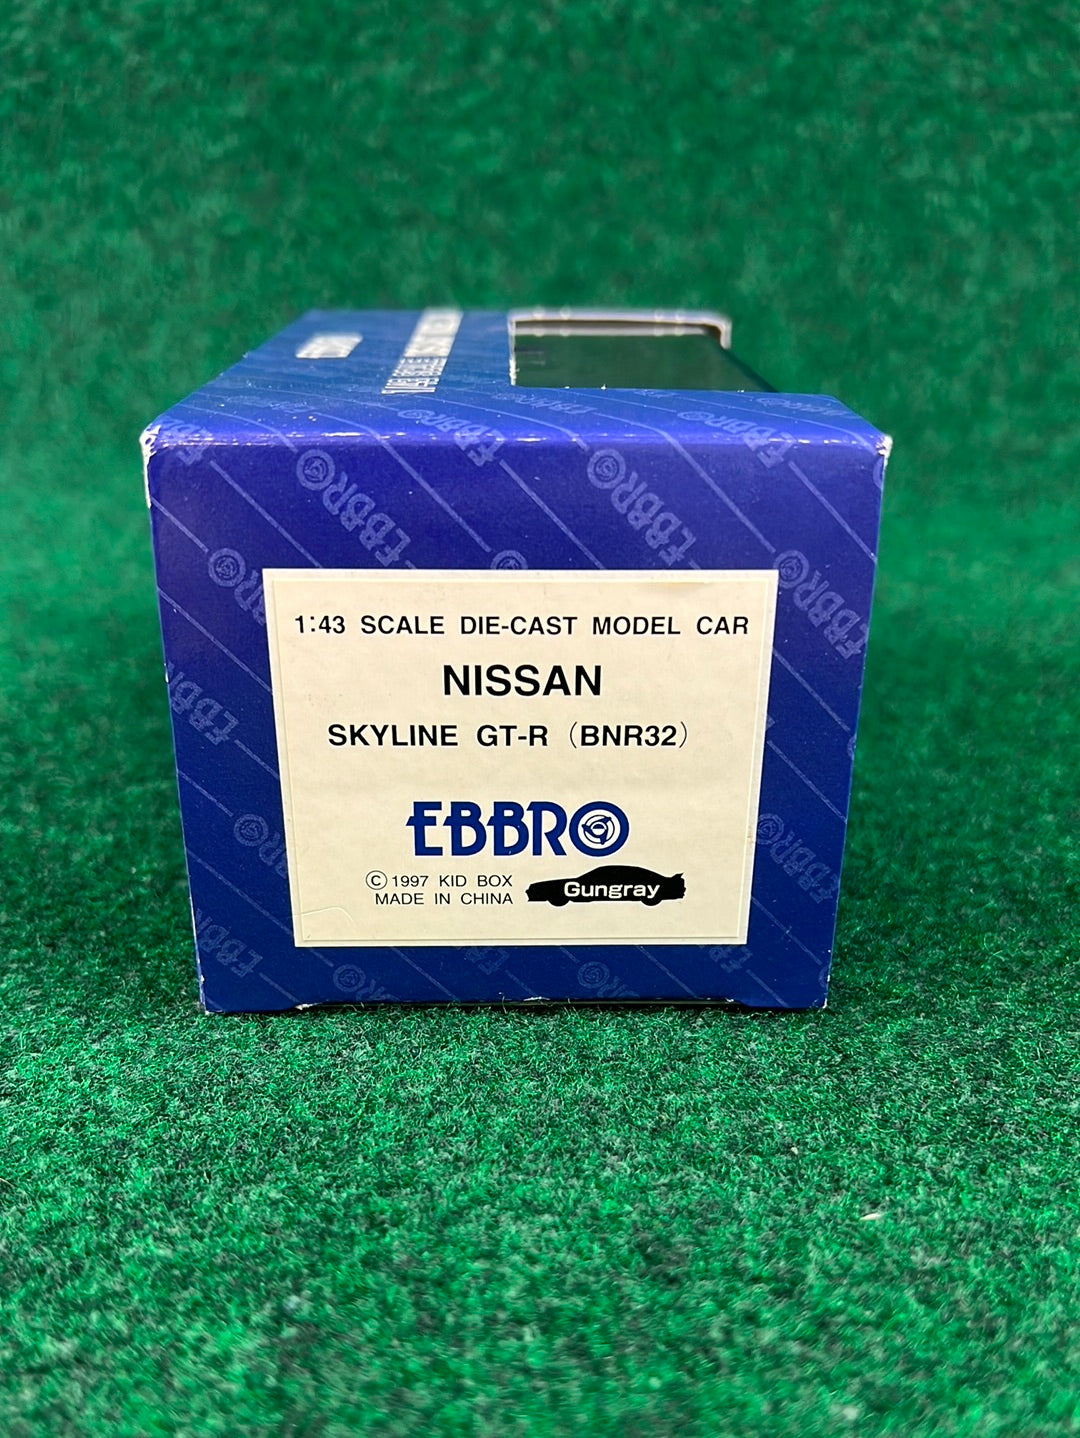 1:43 SCALE DIE-CAST MODEL CAR
NISSAN
SKYLINE GT-R（BNR32）
EBBRO
© 1997 KID BOX
MADE IN CHINA
Gungray